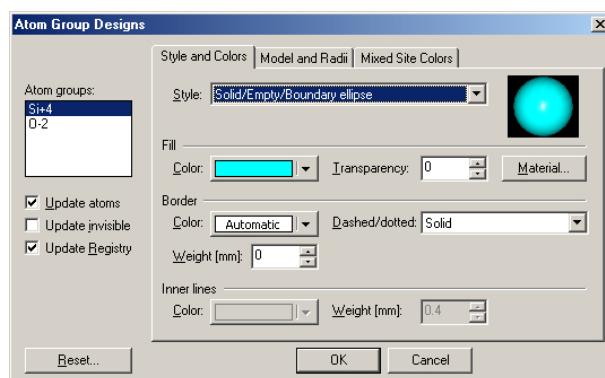 Atom Group Designs
Style and Colors Model and Radii Mixed Site Colors
Atom groups:
Si+4
O-2
Style: Solid/Empty/Boundary ellipse
Fill
Color: Transparency: 0 Material...
Update atoms
Update invisible
Update Registry
Border
Color: Automatic Dashed/dotted: Solid
Weight [mm]: 0
Inner lines
Color: Weight [mm]: 0.4
Reset... OK Cancel